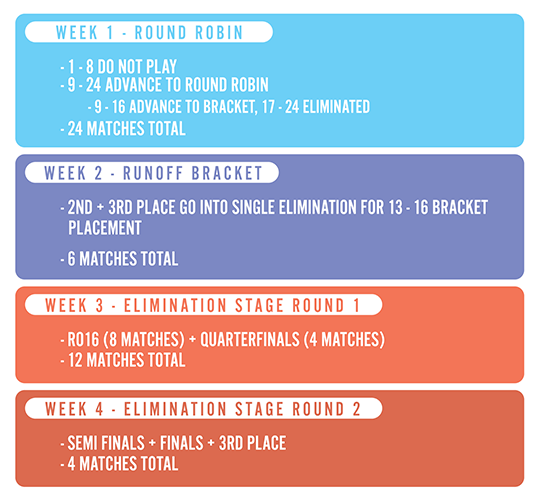 WEEK 1 - ROUND ROBIN
- 1 - 8 DO NOT PLAY
- 9 - 24 ADVANCE TO ROUND ROBIN
- 9 - 16 ADVANCE TO BRACKET, 17 - 24 ELIMINATED
- 24 MATCHES TOTAL
WEEK 2 - RUNOFF BRACKET
- 2ND + 3RD PLACE GO INTO SINGLE ELIMINATION FOR 13 - 16 BRACKET
PLACEMENT
- 6 MATCHES TOTAL
WEEK 3 - ELIMINATION STAGE ROUND 1
- RO16 (8 MATCHES) + QUARTERFINALS (4 MATCHES)
- 12 MATCHES TOTAL
WEEK 4 - ELIMINATION STAGE ROUND 2
- SEMI FINALS + FINALS + 3RD PLACE
- 4 MATCHES TOTAL